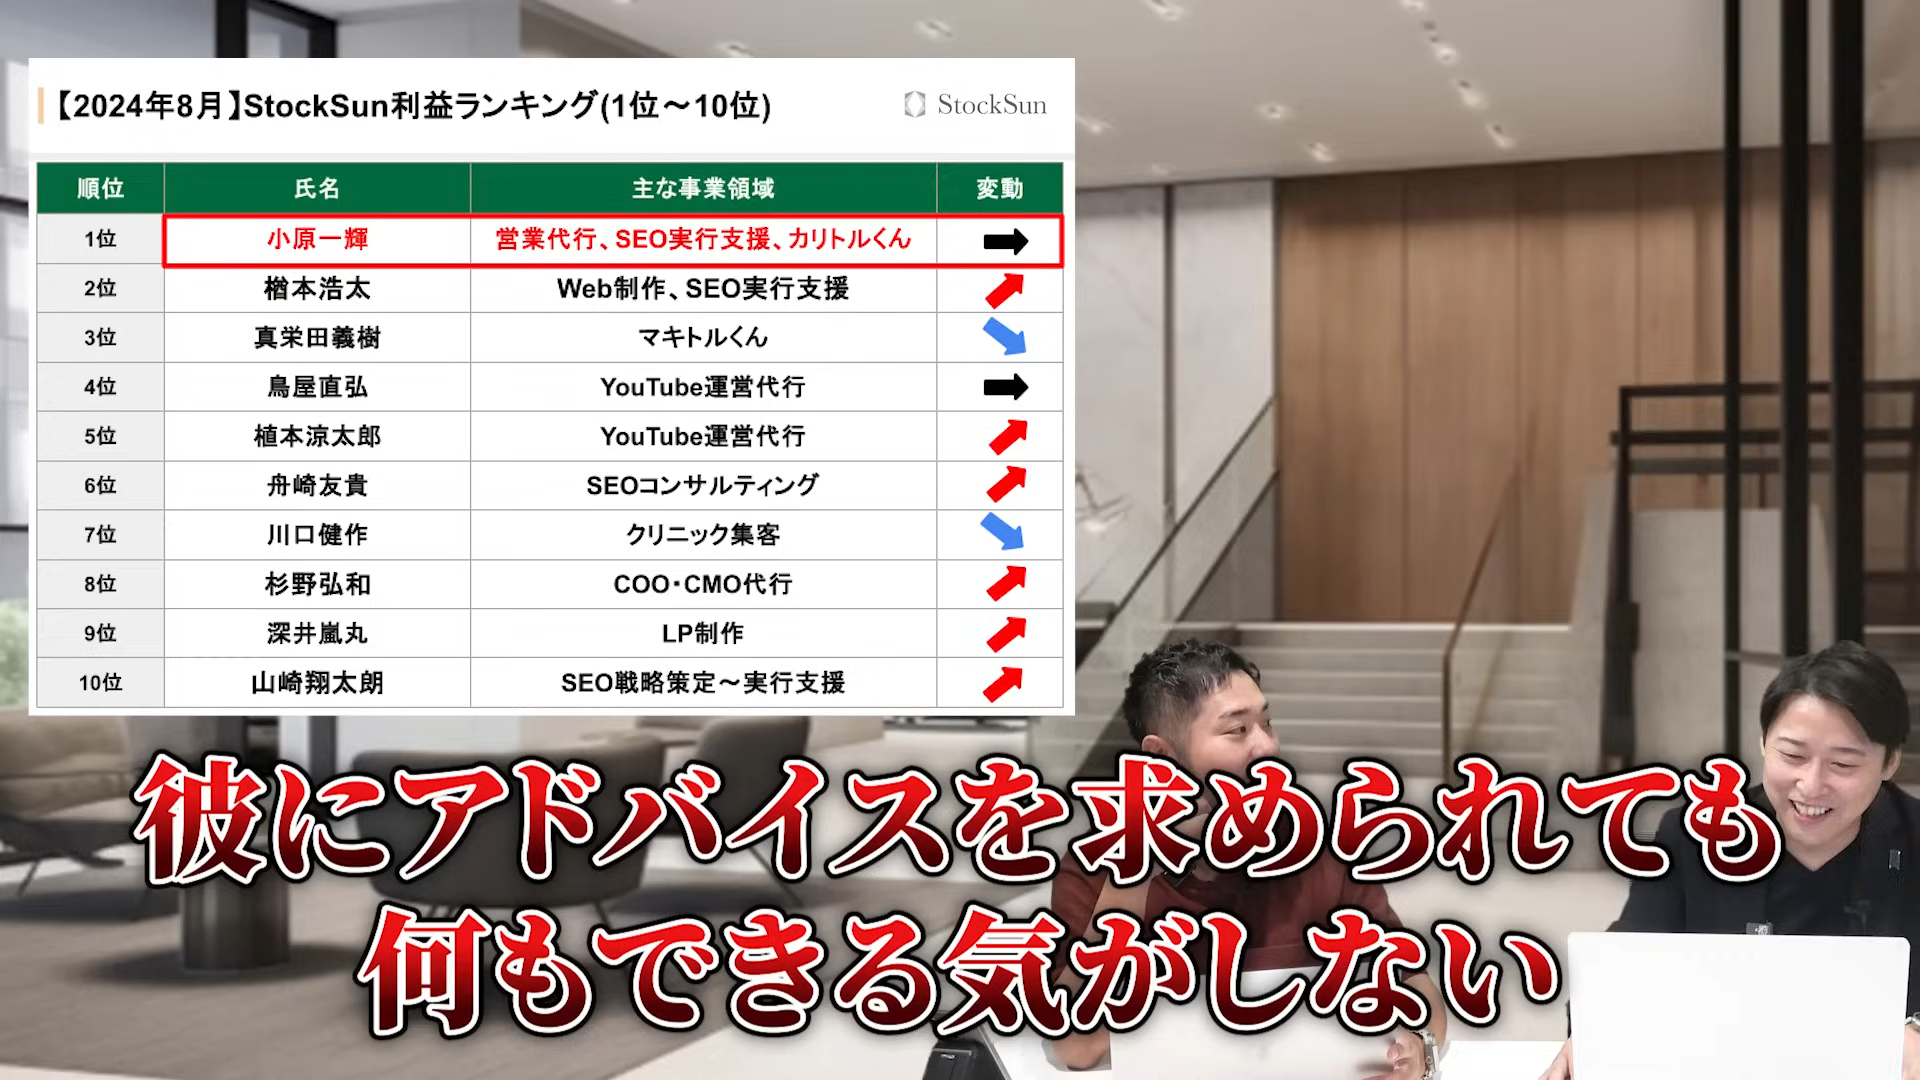 【2024年8月】StockSun利益ランキング(1位～10位)
StockSun
順位 氏名 主な事業領域 変動
1位 小原一輝 営業代行、SEO実行支援、カリトルくん
2位 楢本浩太 Web制作、SEO実行支援
3位 真栄田義樹 マキトルくん
4位 鳥屋直弘 YouTube運営代行
5位 植本涼太郎 YouTube運営代行
6位 舟崎友貴 SEOコンサルティング
7位 川口健作 クリニック集客
8位 杉野弘和 COO・CMO代行
9位 深井嵐丸 LP制作
10位 山崎翔太朗 SEO戦略策定～実行支援
彼にアドバイスを求められても
何もできる気がしない